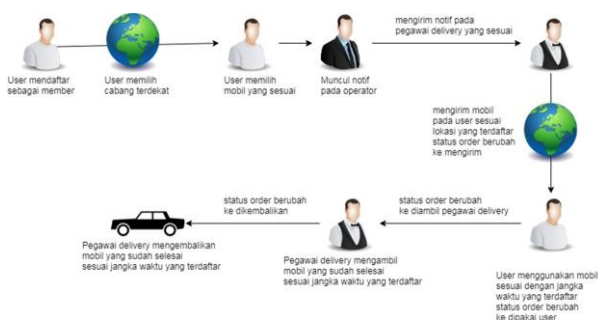 mengirim notif pada
pegawai delivery yang sesuai
User mendaftar
sebagai member
User memilih
cabang terdekat
User memilih
mobil yang sesuai
Muncul notif
pada operator
mengirim mobil
pada user sesuai
lokasi yang terdaftar
status order berubah
ke mengirim
status order berubah
ke dikembalikan
status order berubah
ke diambil pegawai delivery
Pegawai delivery mengembalikan
mobil yang sudah selesai
sesuai jangka waktu yang terdaftar
Pegawai delivery mengambil
mobil yang sudah selesai
sesuai jangka waktu yang terdaftar
User menggunakan mobil
sesuai dengan jangka
waktu yang terdaftar
status order berubah
ke dipakai user